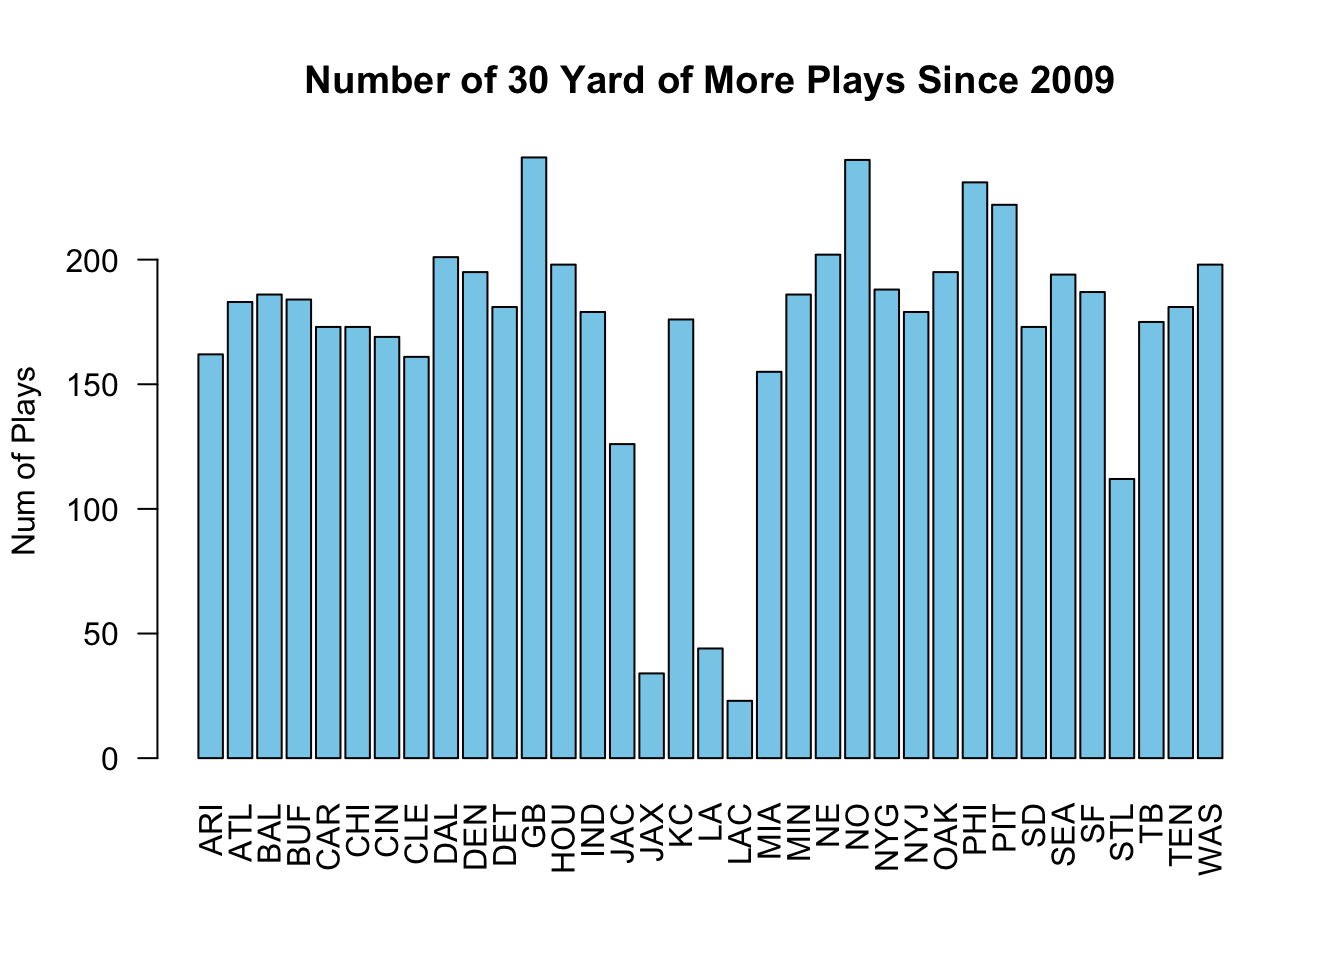 Number of 30 Yard of More Plays Since 2009
Num of Plays
200
150
100
50
0
ARI
ATL
BAL
BUF
CAR
CHI
CIN
CLE
DAL
DEN
DET
GB
HOU
IND
JAC
JAX
KC
LA
LAC
MIA
MIN
NE
NO
NYG
NYJ
OAK
PHI
PIT
SD
SEA
SF
STL
TB
TEN
WAS